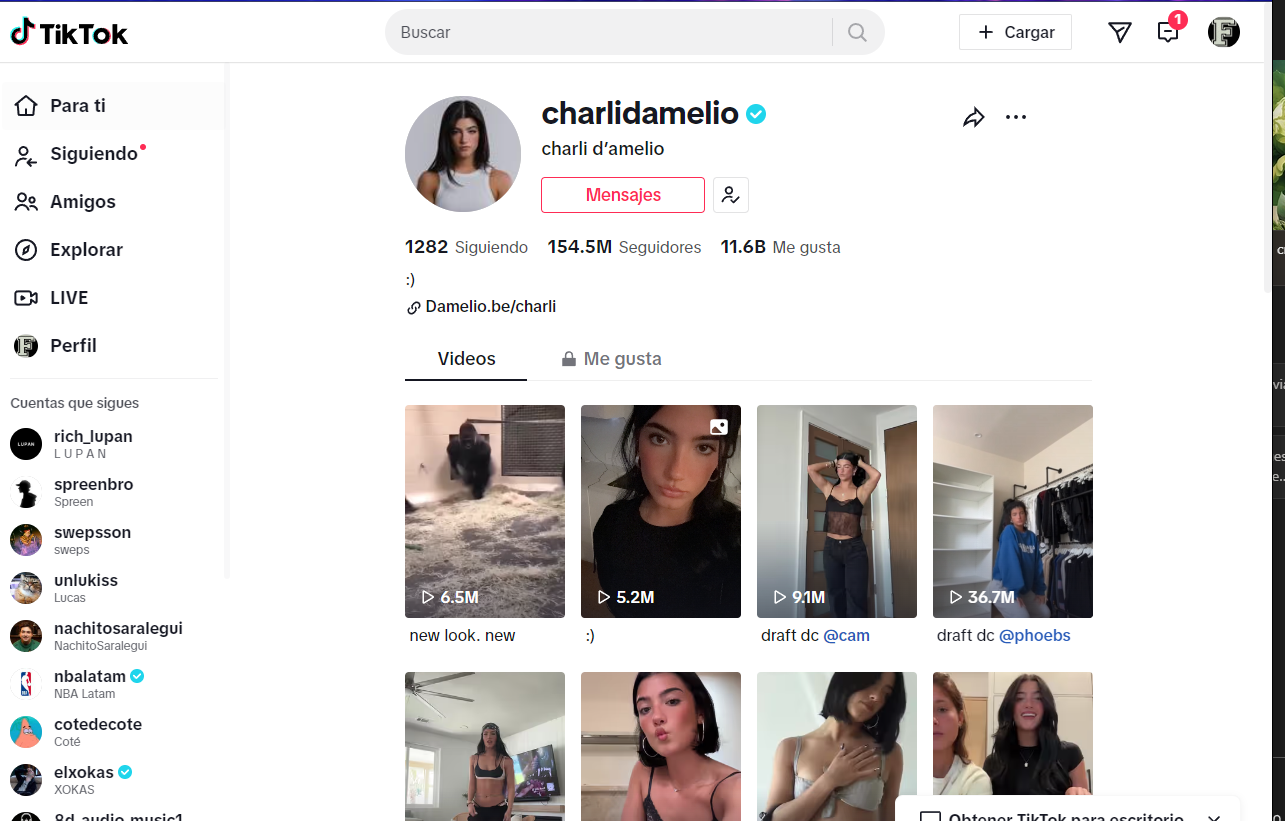 TikTok
Buscar
Cargar
1
Para ti
Siguiendo
Amigos
Explorar
LIVE
Perfil
Cuentas que sigues
rich_lupan
L U P A N
spreenbro
Spreen
swepsson
sweps
unlukiss
Lucas
nachitosaralegui
NachitoSaralegui
nbalatam
NBA Latam
cotedecote
Coté
elxokas
XOKAS
8d_audio_music1
charlidamelio
charli d’amelio
Mensajes
1282 Siguiendo 154.5M Seguidores 11.6B Me gusta
:)
Damelio.be/charli
Videos Me gusta
6.5M 5.2M 9.1M 36.7M
new look. new :) draft dc @cam draft dc @phoebs
Obtener TikTok para escritorio